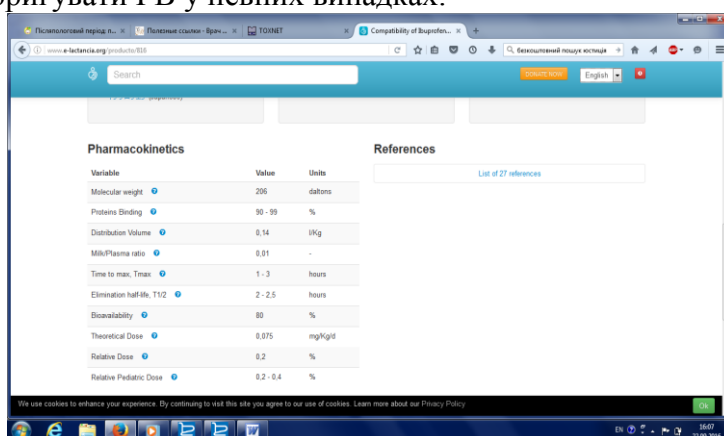 оригувати ГВ у певних випадках.
Післяпологовий період: п... × Полезные ссылки - Врач ... × TOXNET × Compatibility of Ibuprofen... × +
www.e-lactancia.org/producto/816 безкоштовний пошук юстиція
Search DONATE NOW English
Pharmacokinetics References
Variable Value Units List of 27 references
Molecular weight 206 daltons
Proteins Binding 90 - 99 %
Distribution Volume 0,14 l/Kg
Milk/Plasma ratio 0,01 -
Time to max, Tmax 1 - 3 hours
Elimination half-life, T1/2 2 - 2,5 hours
Bioavailability 80 %
Theoretical Dose 0,075 mg/Kg/d
Relative Dose 0,2 %
Relative Pediatric Dose 0,2 - 0.4 %
We use cookies to enhance your experience. By continuing to visit this site you agree to our use of cookies. Learn more about our Privacy Policy. Ok
EN 16:07